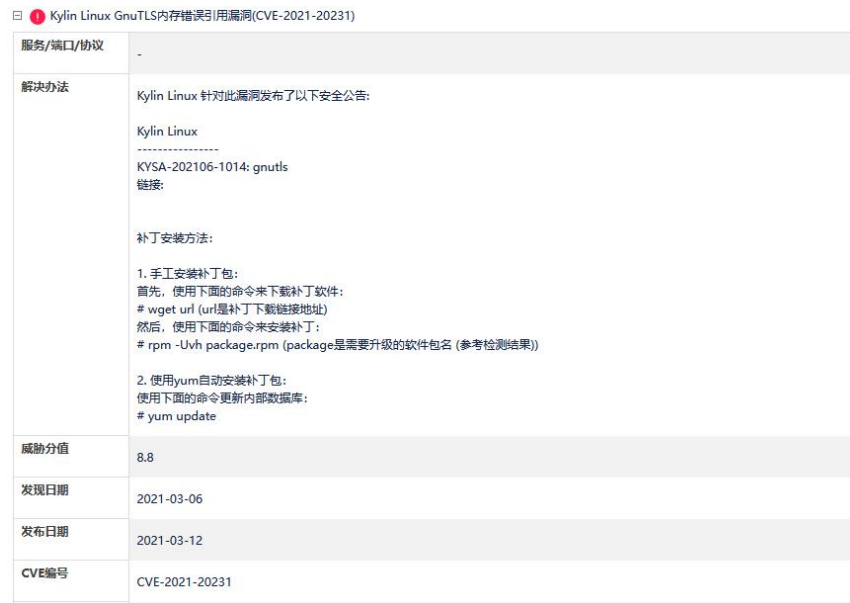 Kylin Linux GnuTLS内存错误引用漏洞(CVE-2021-20231)
服务/端口/协议
-
解决办法
Kylin Linux 针对此漏洞发布了以下安全公告:
Kylin Linux
----------------
KYSA-202106-1014: gnutls
链接:
补丁安装方法:
1. 手工安装补丁包:
首先，使用下面的命令来下载补丁软件:
# wget url (url是补丁下载链接地址)
然后，使用下面的命令来安装补丁:
# rpm -Uvh package.rpm (package是需要升级的软件包名 (参考检测结果))
2. 使用yum自动安装补丁包:
使用下面的命令更新内部数据库:
# yum update
威胁分值
8.8
发现日期
2021-03-06
发布日期
2021-03-12
CVE编号
CVE-2021-20231